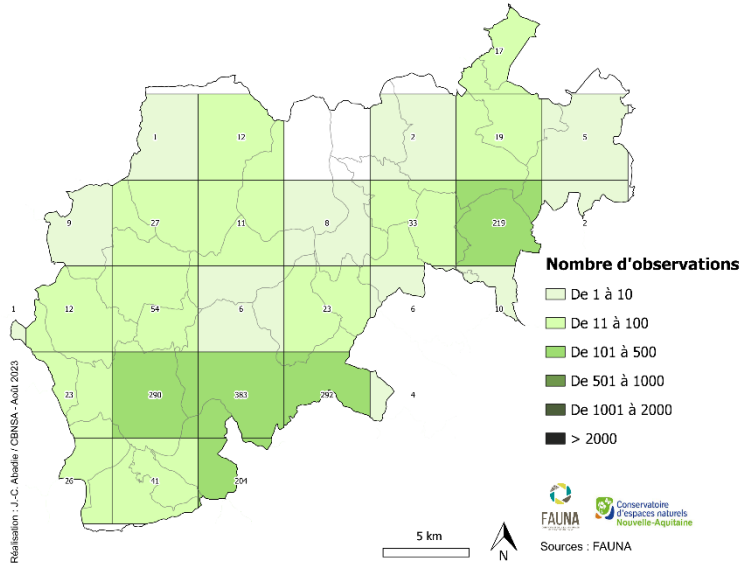 17
1 12 2 19 5
9 27 11 8 33 219 2
1 12 54 6 23 6 10
23 290 383 292 4
26 41 204
Nombre d'observations
De 1 à 10
De 11 à 100
De 101 à 500
De 501 à 1000
De 1001 à 2000
> 2000
Réalisation : J.-C. Abadie / CBNSA - Août 2023
5 km
N
FAUNA
Conservatoire
d'espaces naturels
Nouvelle-Aquitaine
Sources : FAUNA